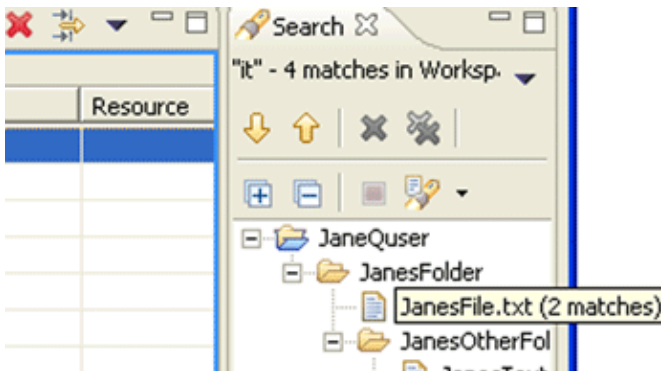 Search
"it" - 4 matches in Worksp.
Resource
JaneQuser
JanesFolder
JanesFile.txt (2 matches)
JanesOtherFol